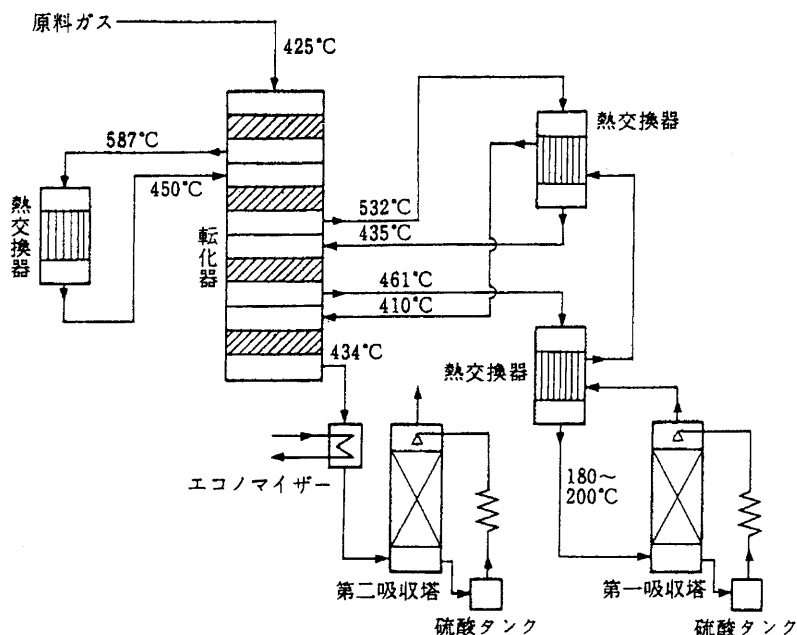 原料ガス
425°C
587°C
450°C
熱交換器
転化器
532°C
435°C
461°C
410°C
434°C
熱交換器
熱交換器
エコノマイザー
180～
200°C
第二吸収塔
第一吸収塔
硫酸タンク
硫酸タンク